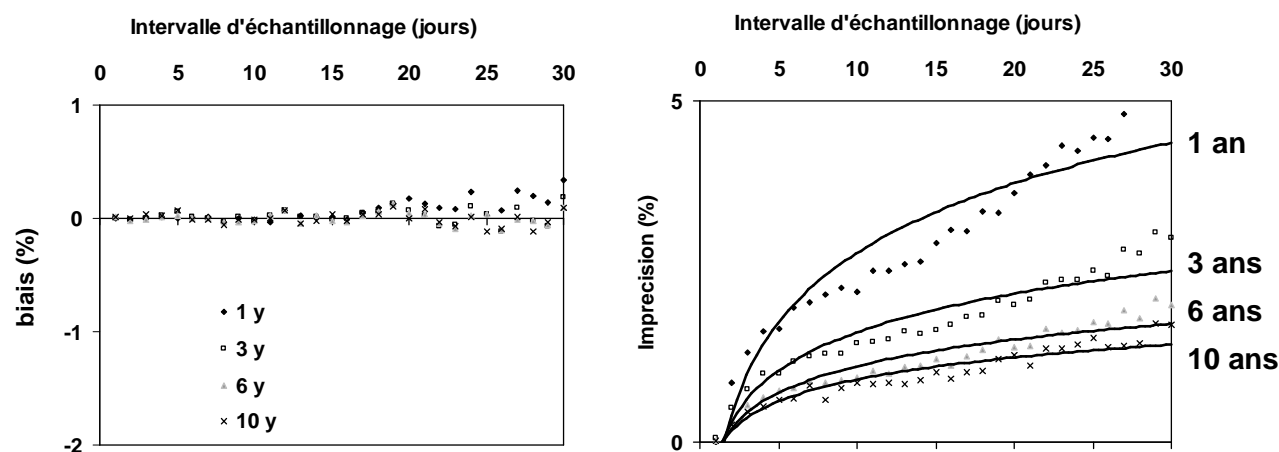 Intervalle d'échantillonnage (jours)
0 5 10 15 20 25 30
1
0
-1
-2
biais (%)
1 y
3 y
6 y
10 y
Intervalle d'échantillonnage (jours)
0 5 10 15 20 25 30
5
0
Imprecision (%)
1 an
3 ans
6 ans
10 ans